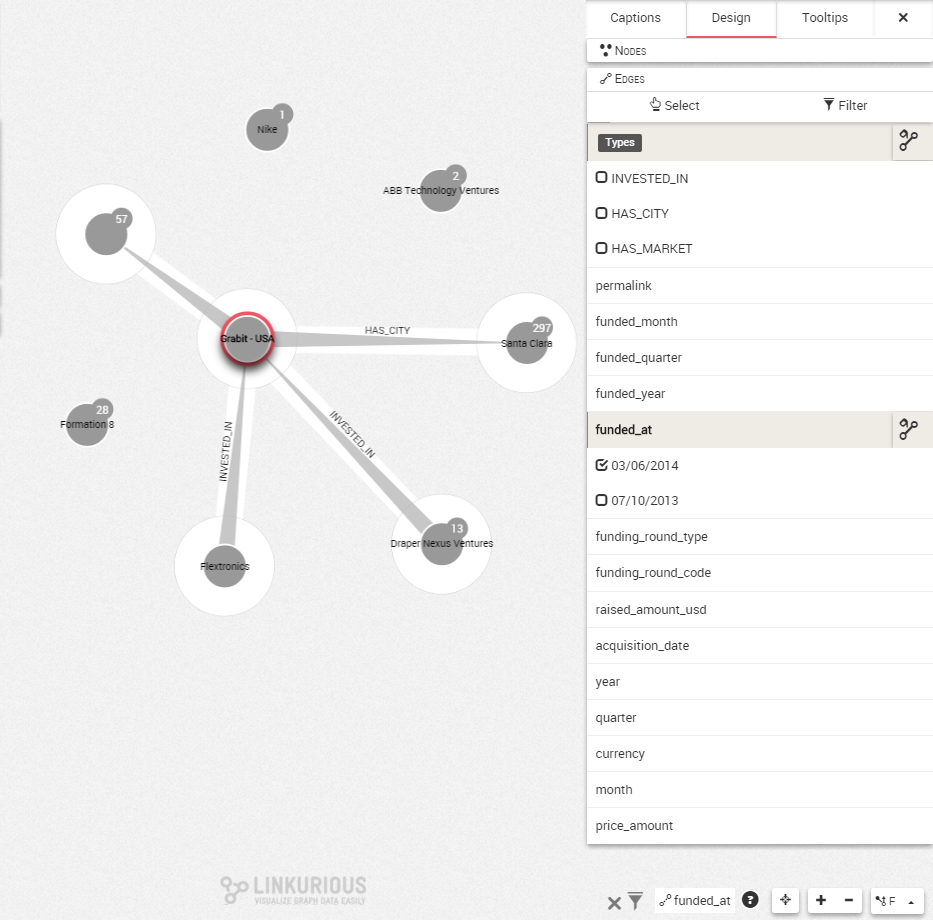 Captions
Design
Tooltips
NODES
EDGES
Select
Filter
Types
INVESTED_IN
HAS_CITY
HAS_MARKET
permalink
funded_month
funded_quarter
funded_year
funded_at
03/06/2014
07/10/2013
funding_round_type
funding_round_code
raised_amount_usd
acquisition_date
year
quarter
currency
month
price_amount
1
Nike
2
ABB Technology Ventures
57
Grabit - USA
HAS_CITY
297
Santa Clara
28
Formation 8
INVESTED_IN
INVESTED_IN
13
Draper Nexus Ventures
Flextronics
LINKURIOUS
VISUALIZE GRAPH DATA EASILY
funded_at
?
F